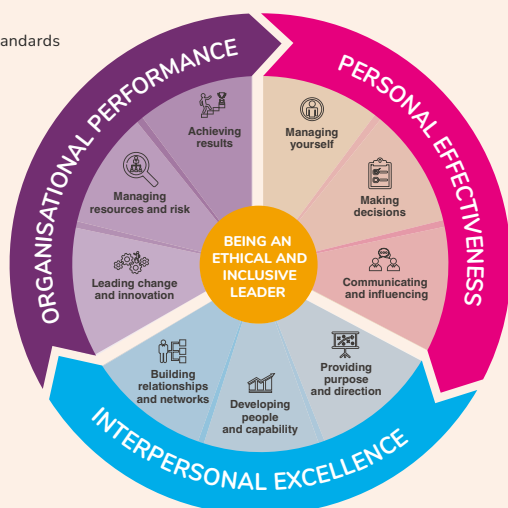 andards
ORGANISATIONAL PERFORMANCE
PERSONAL EFFECTIVENESS
INTERPERSONAL EXCELLENCE
Achieving
results
Managing
yourself
Managing
resources and risk
Making
decisions
Leading change
and innovation
BEING AN
ETHICAL AND
INCLUSIVE
LEADER
Communicating
and influencing
Building
relationships
and networks
Developing
people
and capability
Providing
purpose
and direction